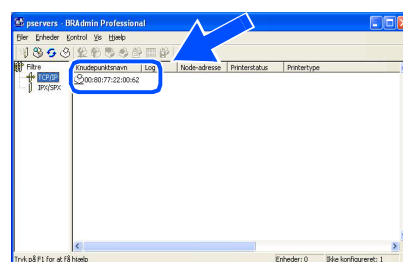 pservers - BRAdmin Professional
Filer Enheder Kontrol Vis Hjælp
Filtre
TCP/IP
IPX/SPX
Knudepunktsnavn Log Node-adresse Printerstatus Printertype
00:80:77:22:00:62
Tryk på F1 for at få hjælp
Enheder: 0 Ikke konfigureret: 1